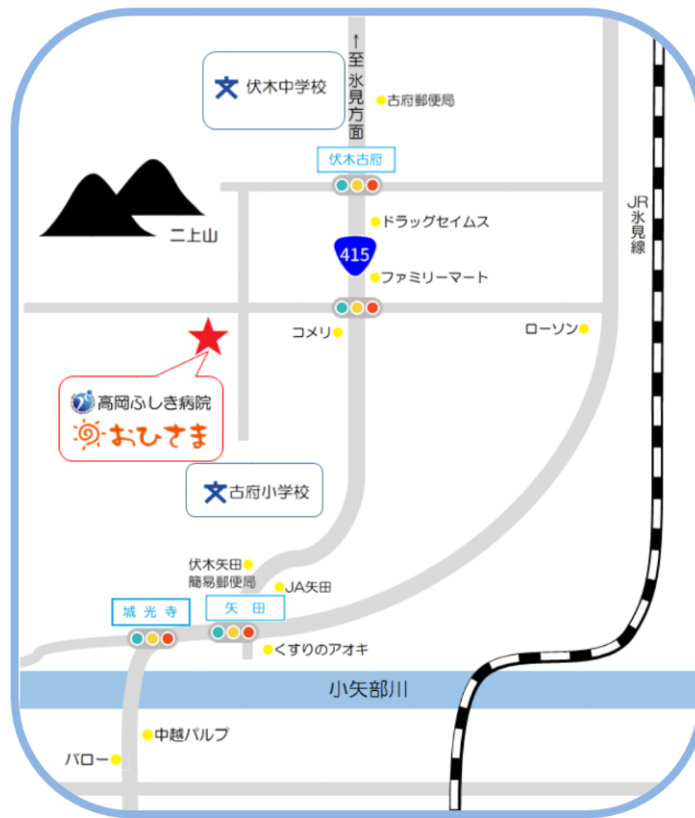 伏木中学校
↑至 氷見方面
古府郵便局
伏木古府
二上山
ドラッグセイムス
JR氷見線
415
ファミリーマート
コメリ
ローソン
高岡ふしき病院
おひさま
古府小学校
伏木矢田
簡易郵便局
JA矢田
城光寺
矢田
くすりのアオキ
小矢部川
中越パルプ
バロー